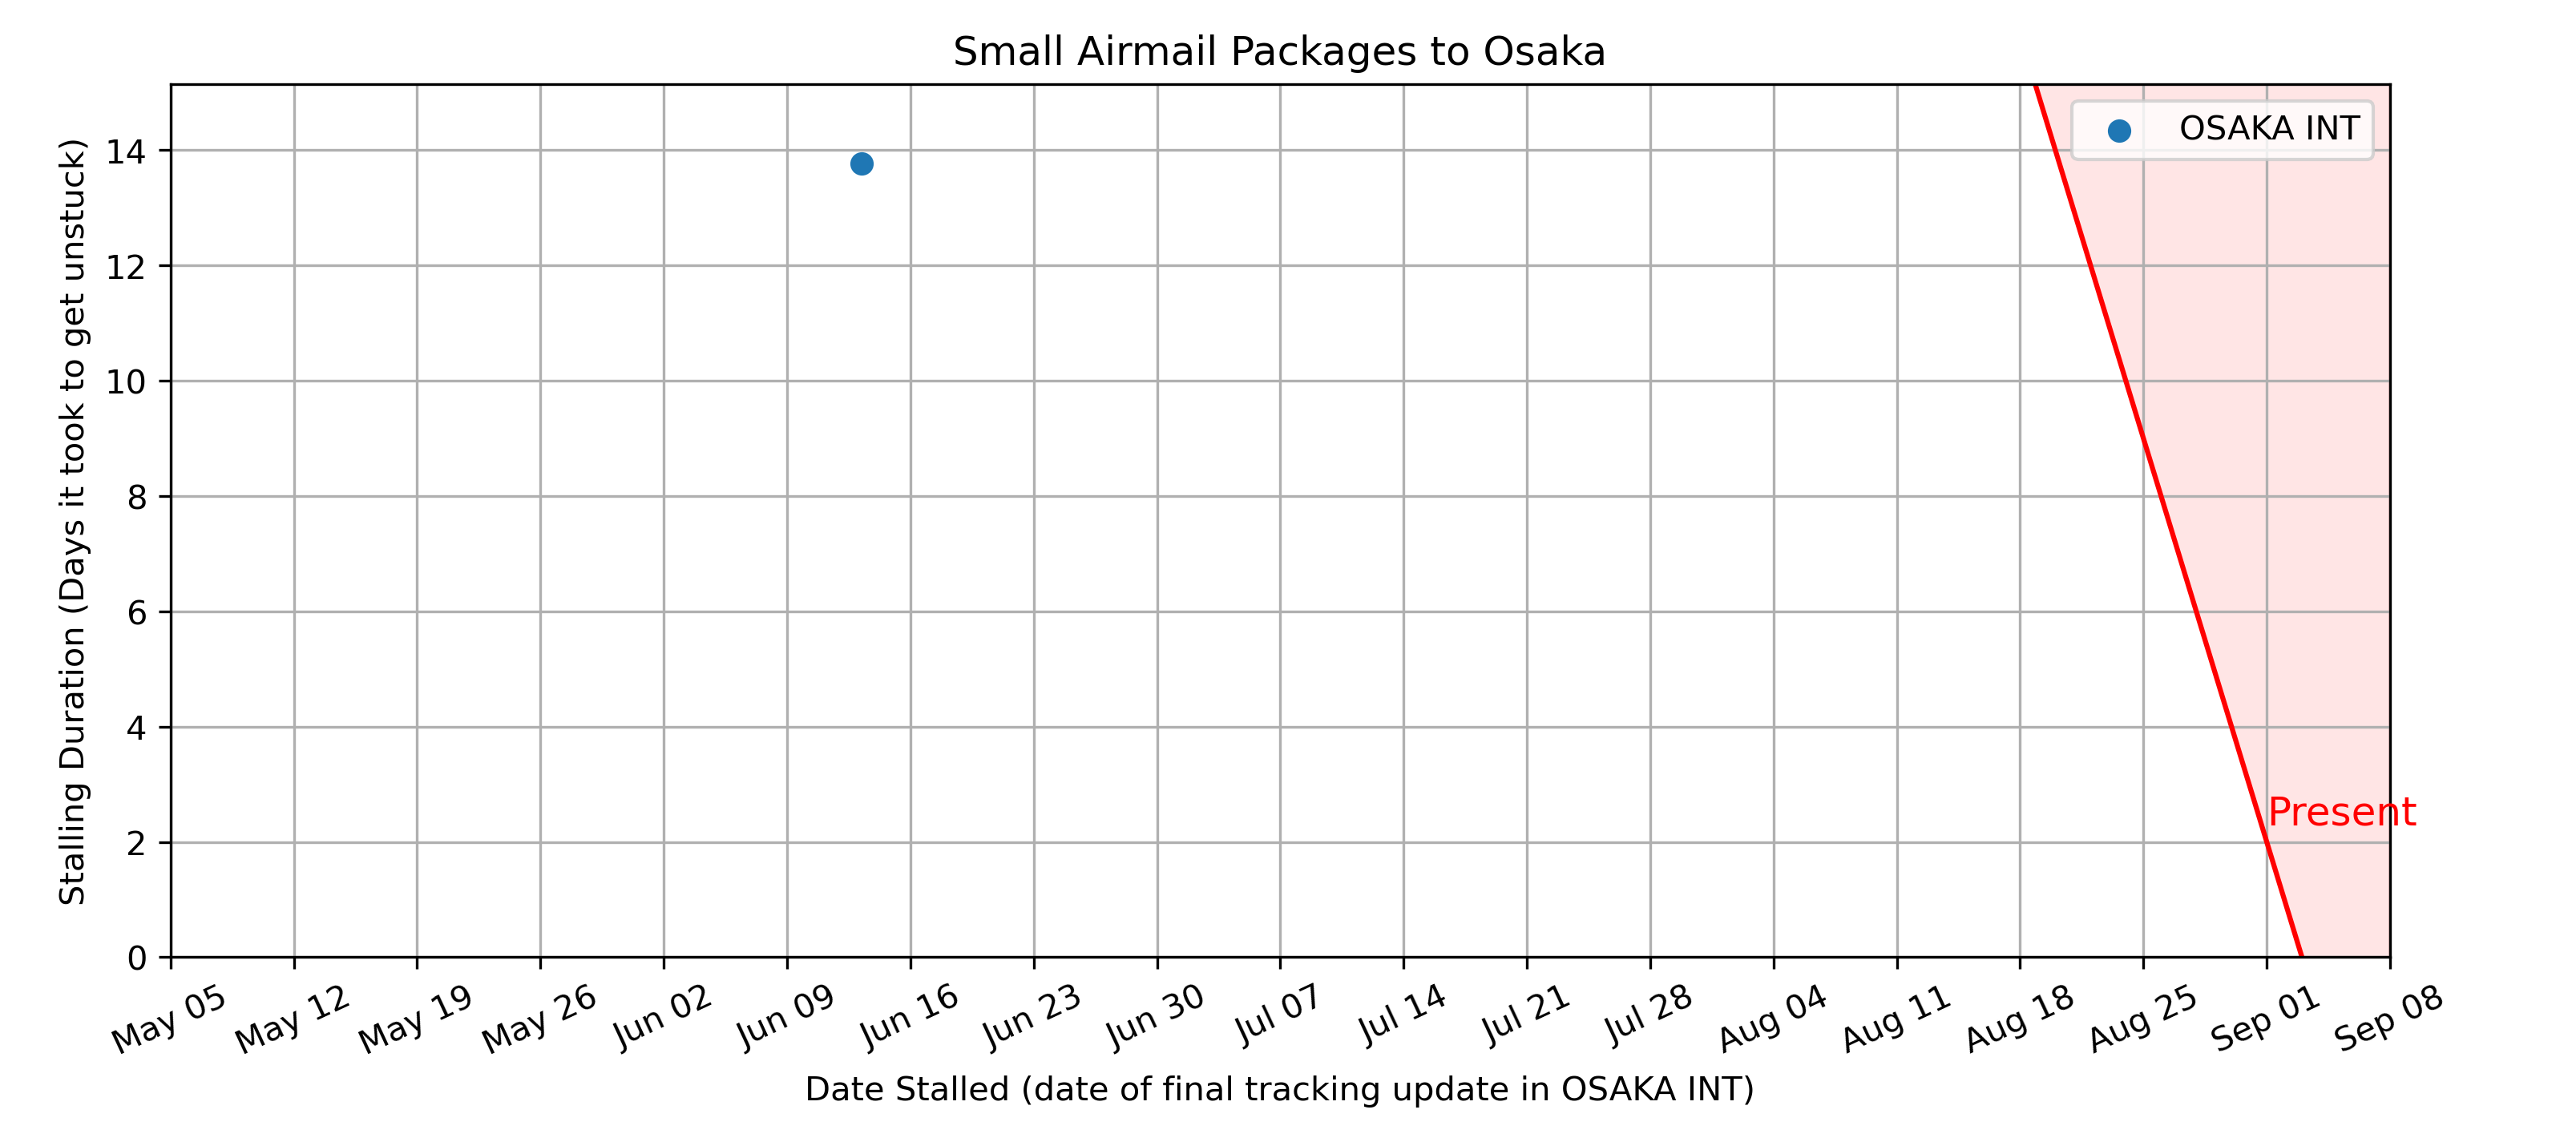 Small Airmail Packages to Osaka
OSAKA INT
Stalling Duration (Days it took to get unstuck)
14
12
10
8
6
4
2
0
Present
May 05
May 12
May 19
May 26
Jun 02
Jun 09
Jun 16
Jun 23
Jun 30
Jul 07
Jul 14
Jul 21
Jul 28
Aug 04
Aug 11
Aug 18
Aug 25
Sep 01
Sep 08
Date Stalled (date of final tracking update in OSAKA INT)